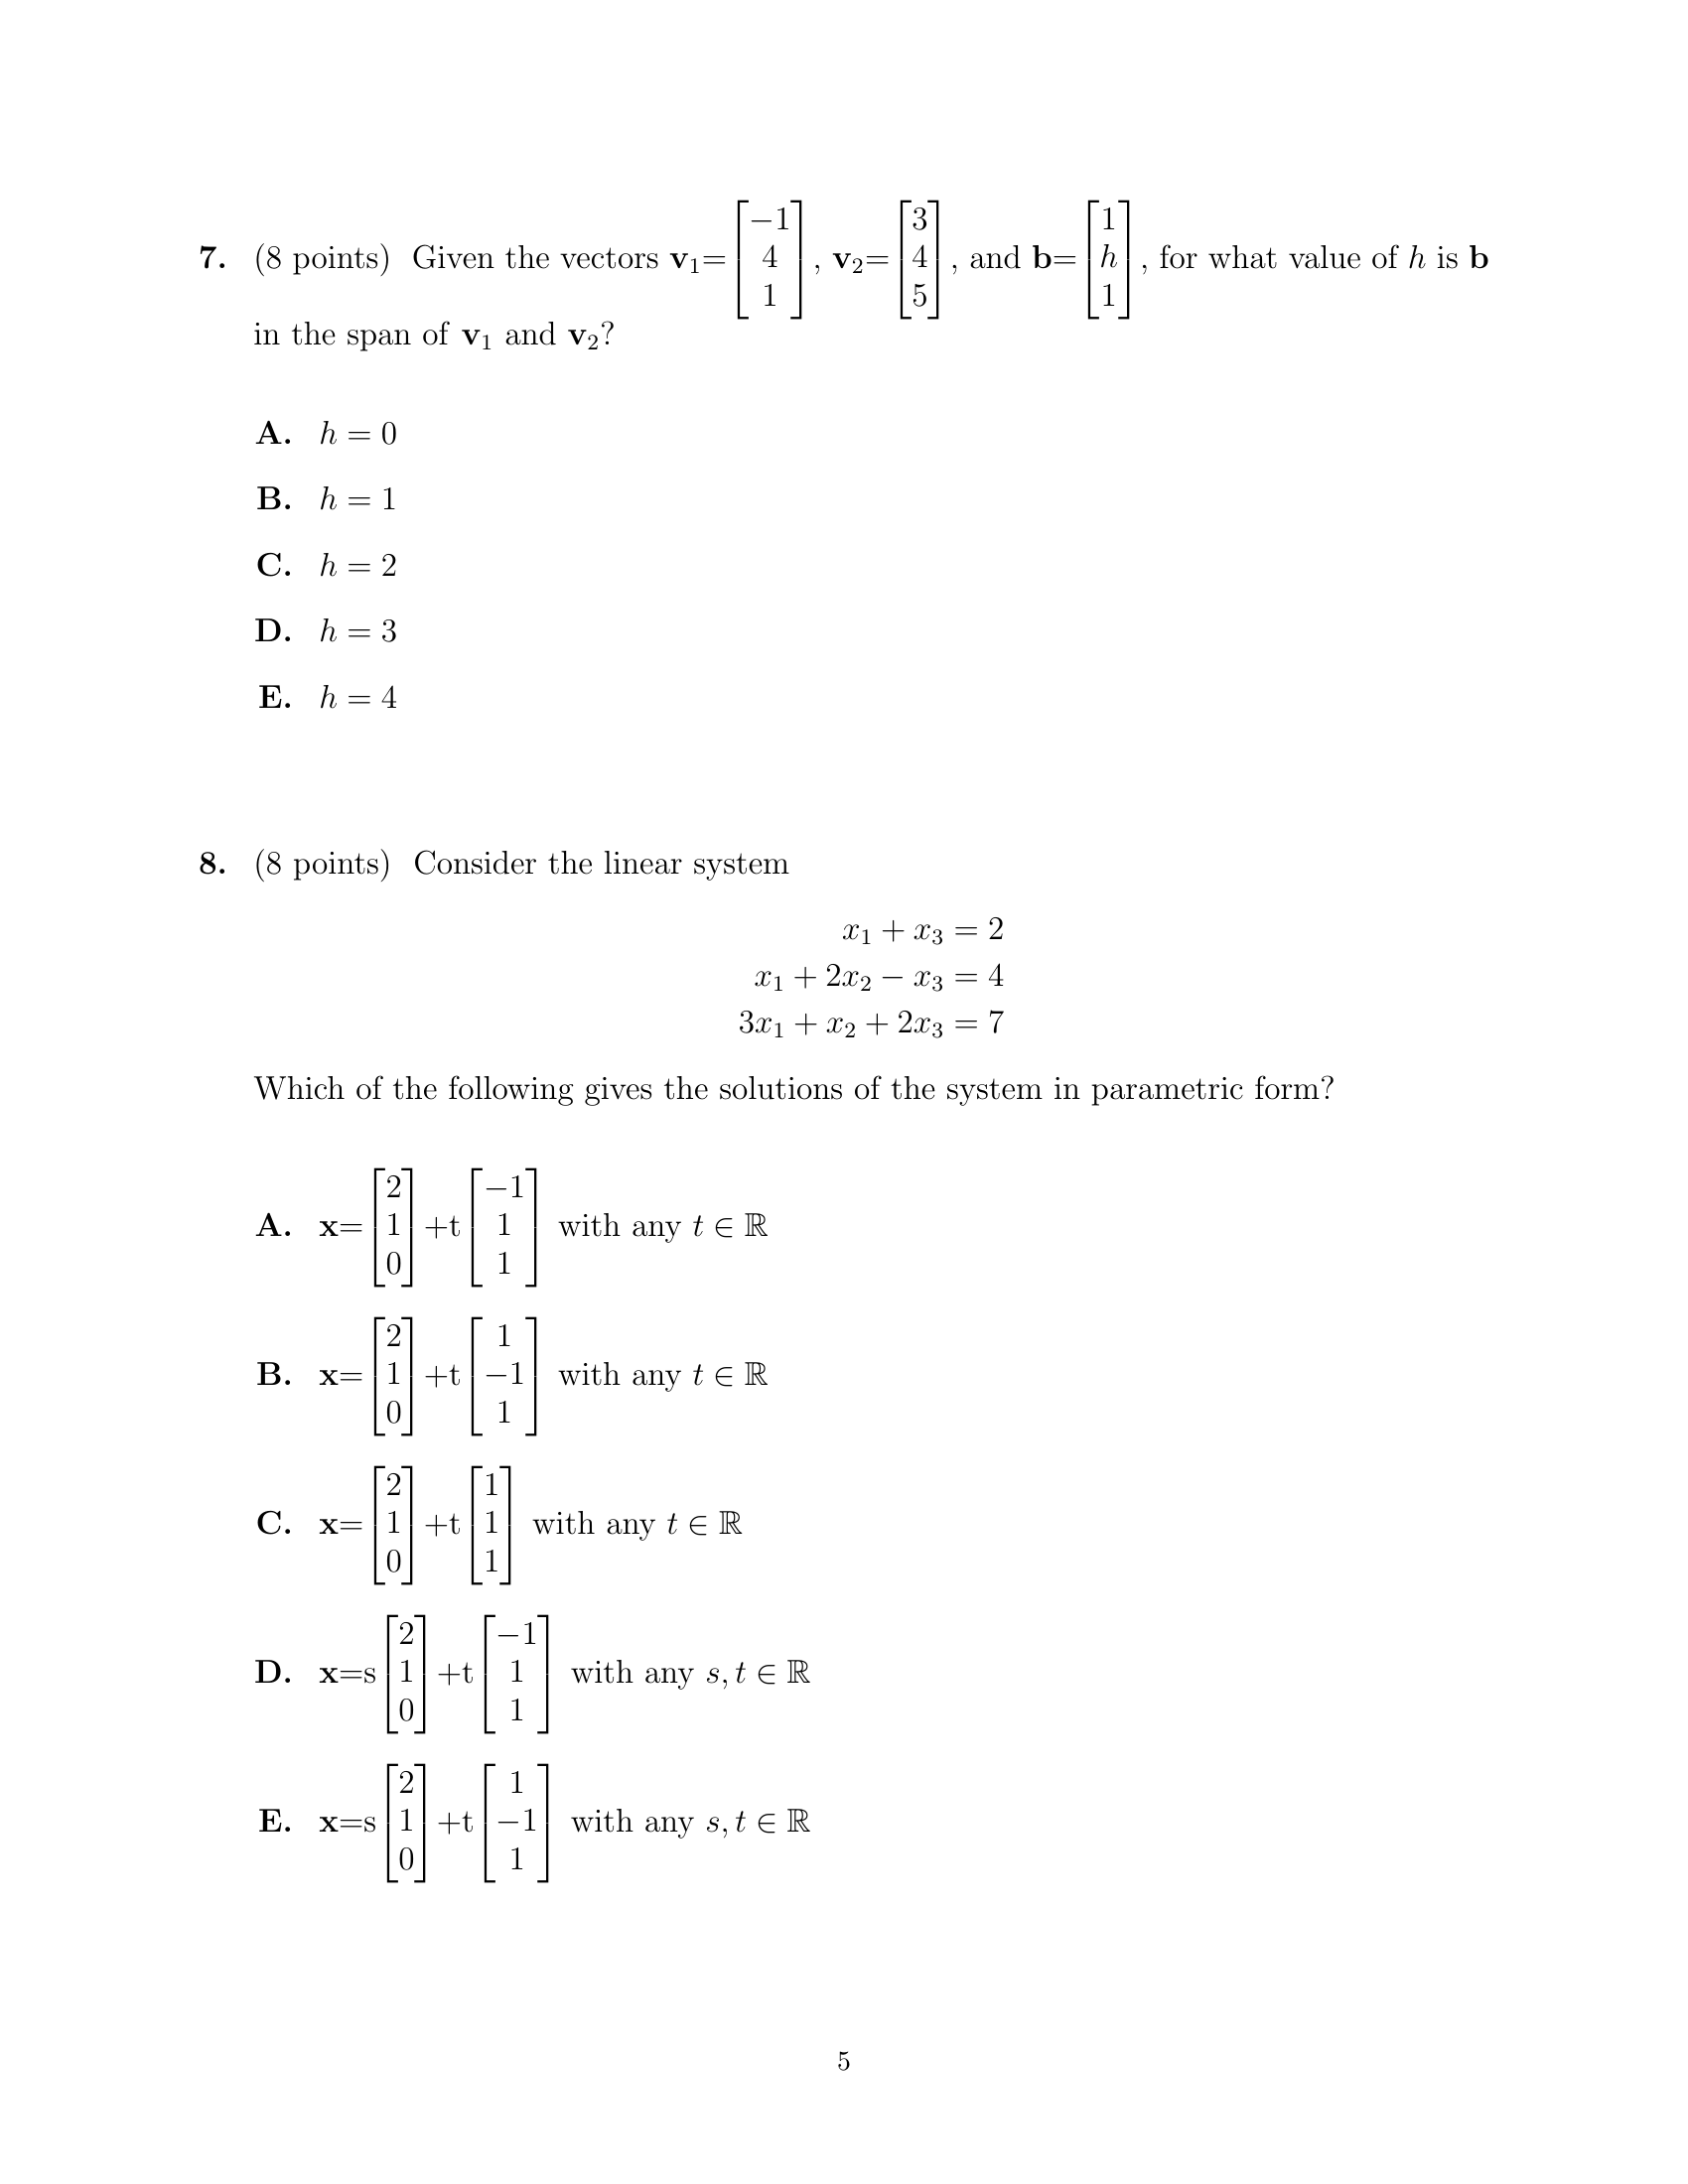 7. (8 points) Given the vectors $\mathbf{v}_1=\begin{bmatrix}-1\\4\\1\end{bmatrix}$, $\mathbf{v}_2=\begin{bmatrix}3\\4\\5\end{bmatrix}$, and $\mathbf{b}=\begin{bmatrix}1\\h\\1\end{bmatrix}$, for what value of $h$ is $\mathbf{b}$
in the span of $\mathbf{v}_1$ and $\mathbf{v}_2$?
A. $h = 0$
B. $h = 1$
C. $h = 2$
D. $h = 3$
E. $h = 4$
8. (8 points) Consider the linear system
$x_1 + x_3 = 2$
$x_1 + 2x_2 - x_3 = 4$
$3x_1 + x_2 + 2x_3 = 7$
Which of the following gives the solutions of the system in parametric form?
A. $\mathbf{x}=\begin{bmatrix}2\\1\\0\end{bmatrix}+\mathrm{t}\begin{bmatrix}-1\\1\\1\end{bmatrix}$ with any $t \in \mathbb{R}$
B. $\mathbf{x}=\begin{bmatrix}2\\1\\0\end{bmatrix}+\mathrm{t}\begin{bmatrix}1\\-1\\1\end{bmatrix}$ with any $t \in \mathbb{R}$
C. $\mathbf{x}=\begin{bmatrix}2\\1\\0\end{bmatrix}+\mathrm{t}\begin{bmatrix}1\\1\\1\end{bmatrix}$ with any $t \in \mathbb{R}$
D. $\mathbf{x}=\mathrm{s}\begin{bmatrix}2\\1\\0\end{bmatrix}+\mathrm{t}\begin{bmatrix}-1\\1\\1\end{bmatrix}$ with any $s, t \in \mathbb{R}$
E. $\mathbf{x}=\mathrm{s}\begin{bmatrix}2\\1\\0\end{bmatrix}+\mathrm{t}\begin{bmatrix}1\\-1\\1\end{bmatrix}$ with any $s, t \in \mathbb{R}$
5